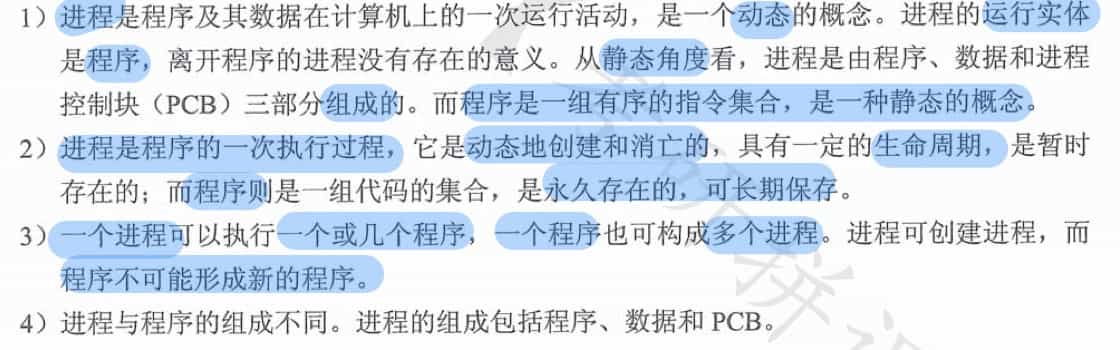 1）进程是程序及其数据在计算机上的一次运行活动，是一个动态的概念。进程的运行实体
是程序，离开程序的进程没有存在的意义。从静态角度看，进程是由程序、数据和进程
控制块（PCB）三部分组成的。而程序是一组有序的指令集合，是一种静态的概念。
2）进程是程序的一次执行过程，它是动态地创建和消亡的，具有一定的生命周期，是暂时
存在的；而程序则是一组代码的集合，是永久存在的，可长期保存。
3）一个进程可以执行一个或几个程序，一个程序也可构成多个进程。进程可创建进程，而
程序不可能形成新的程序。
4）进程与程序的组成不同。进程的组成包括程序、数据和 PCB。